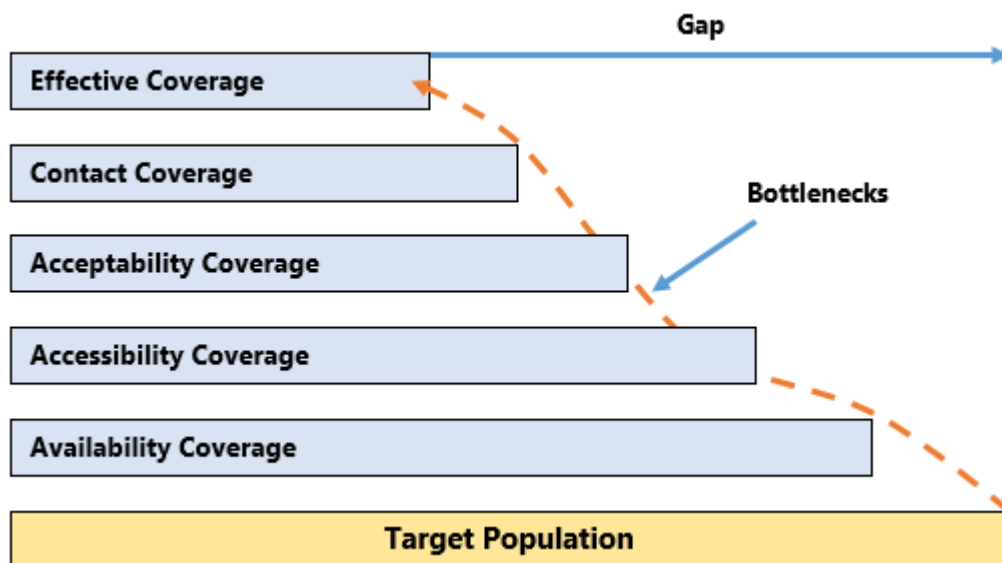 Gap
Effective Coverage
Contact Coverage
Bottlenecks
Acceptability Coverage
Accessibility Coverage
Availability Coverage
Target Population